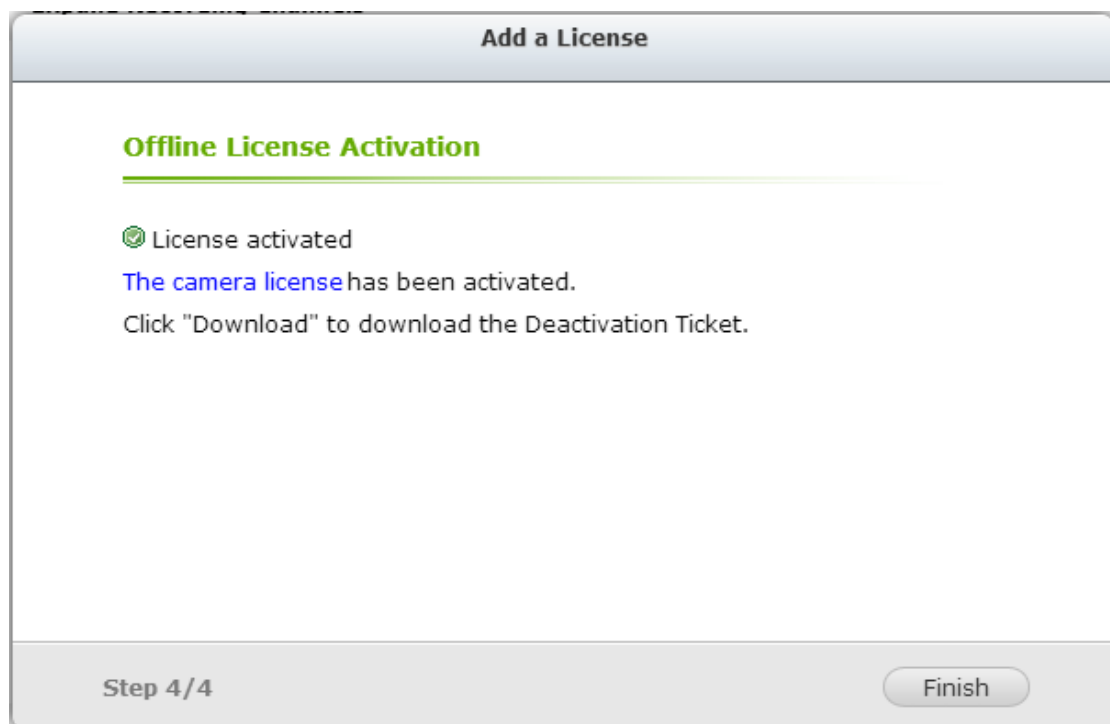 Add a License
Offline License Activation
License activated
The camera license has been activated.
Click "Download" to download the Deactivation Ticket.
Step 4/4
Finish